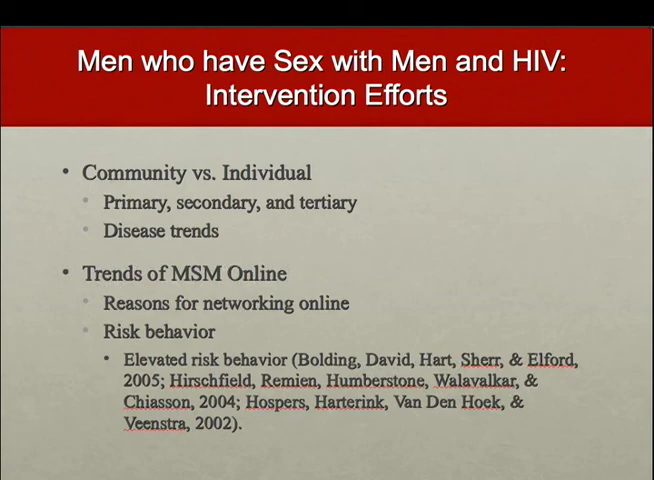 Men who have Sex with Men and HIV:
Intervention Efforts
• Community vs. Individual
• Primary, secondary, and tertiary
• Disease trends
• Trends of MSM Online
• Reasons for networking online
• Risk behavior
• Elevated risk behavior (Bolding, David, Hart, Sherr, & Elford,
2005; Hirschfield, Remien, Humberstone, Walavalkar, &
Chiasson, 2004; Hospers, Harterink, Van Den Hoek, &
Veenstra, 2002).